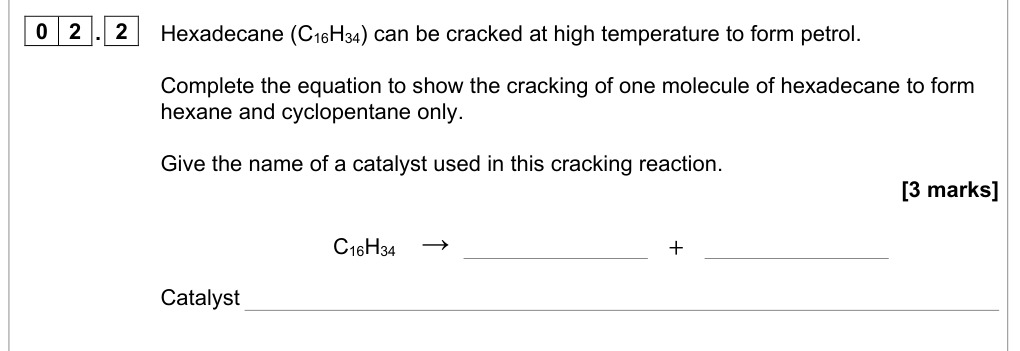 02.2 Hexadecane (C₁₆H₃₄) can be cracked at high temperature to form petrol.
Complete the equation to show the cracking of one molecule of hexadecane to form
hexane and cyclopentane only.
Give the name of a catalyst used in this cracking reaction.
[3 marks]
C₁₆H₃₄ → +
Catalyst